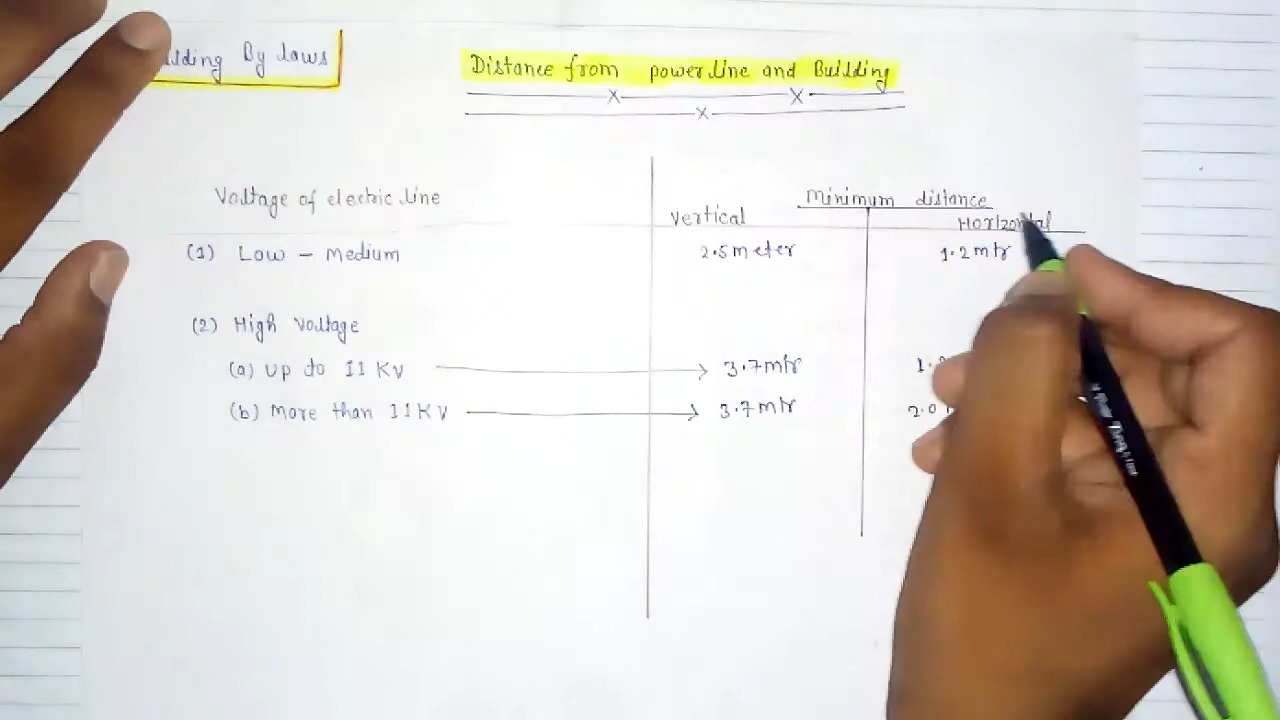 By laws
Distance from power line and Building
Voltage of electric line
Minimum distance
Vertical
Horizontal
(1) Low - Medium
2.5 meter
1.2 mtr
(2) High Voltage
(a) Up to 11 KV
3.7 mtr
(b) More than 11 KV
3.7 mtr
2.0